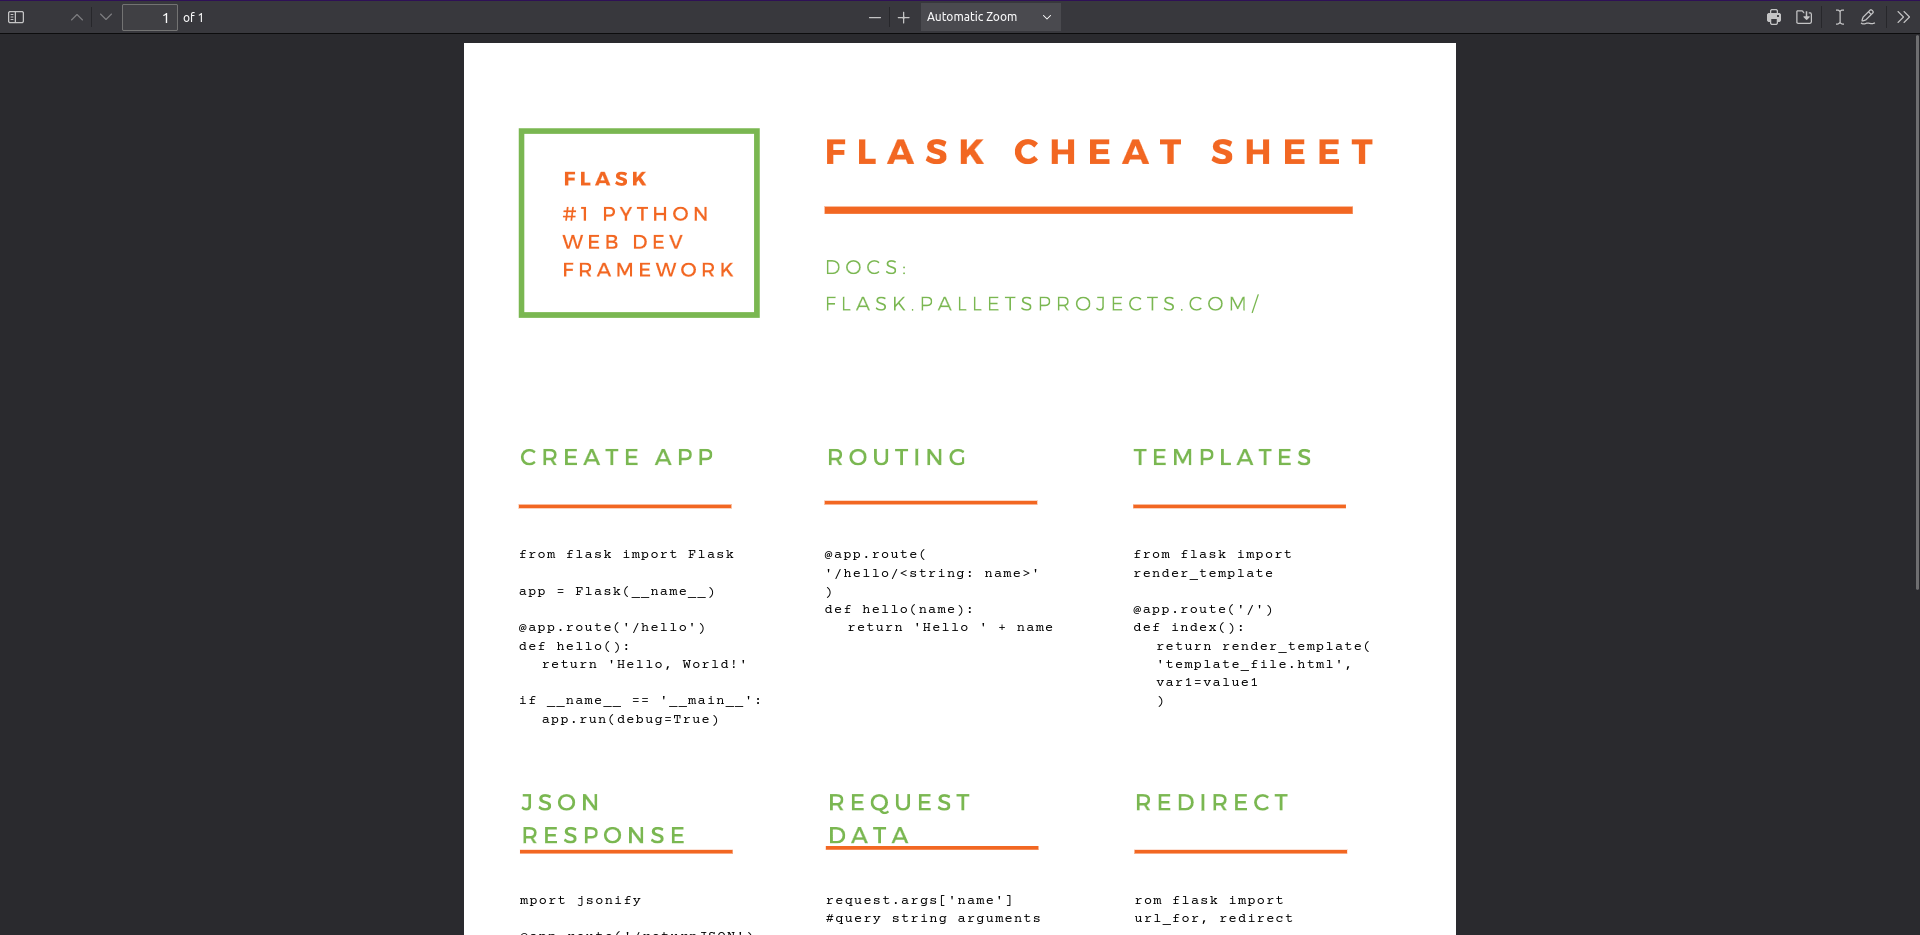 1 of 1
Automatic Zoom
FLASK
#1 PYTHON
WEB DEV
FRAMEWORK
FLASK CHEAT SHEET
DOCS:
FLASK.PALLETSPROJECTS.COM/
CREATE APP
from flask import Flask
app = Flask(__name__)
@app.route('/hello')
def hello():
return 'Hello, World!'
if __name__ == '__main__':
app.run(debug=True)
ROUTING
@app.route(
'/hello/<string: name>'
)
def hello(name):
return 'Hello ' + name
TEMPLATES
from flask import
render_template
@app.route('/')
def index():
return render_template(
'template_file.html',
var1=value1
)
JSON
RESPONSE
mport jsonify
@app.route('/returnJSON')
REQUEST
DATA
request.args['name']
#query string arguments
REDIRECT
rom flask import
url_for, redirect